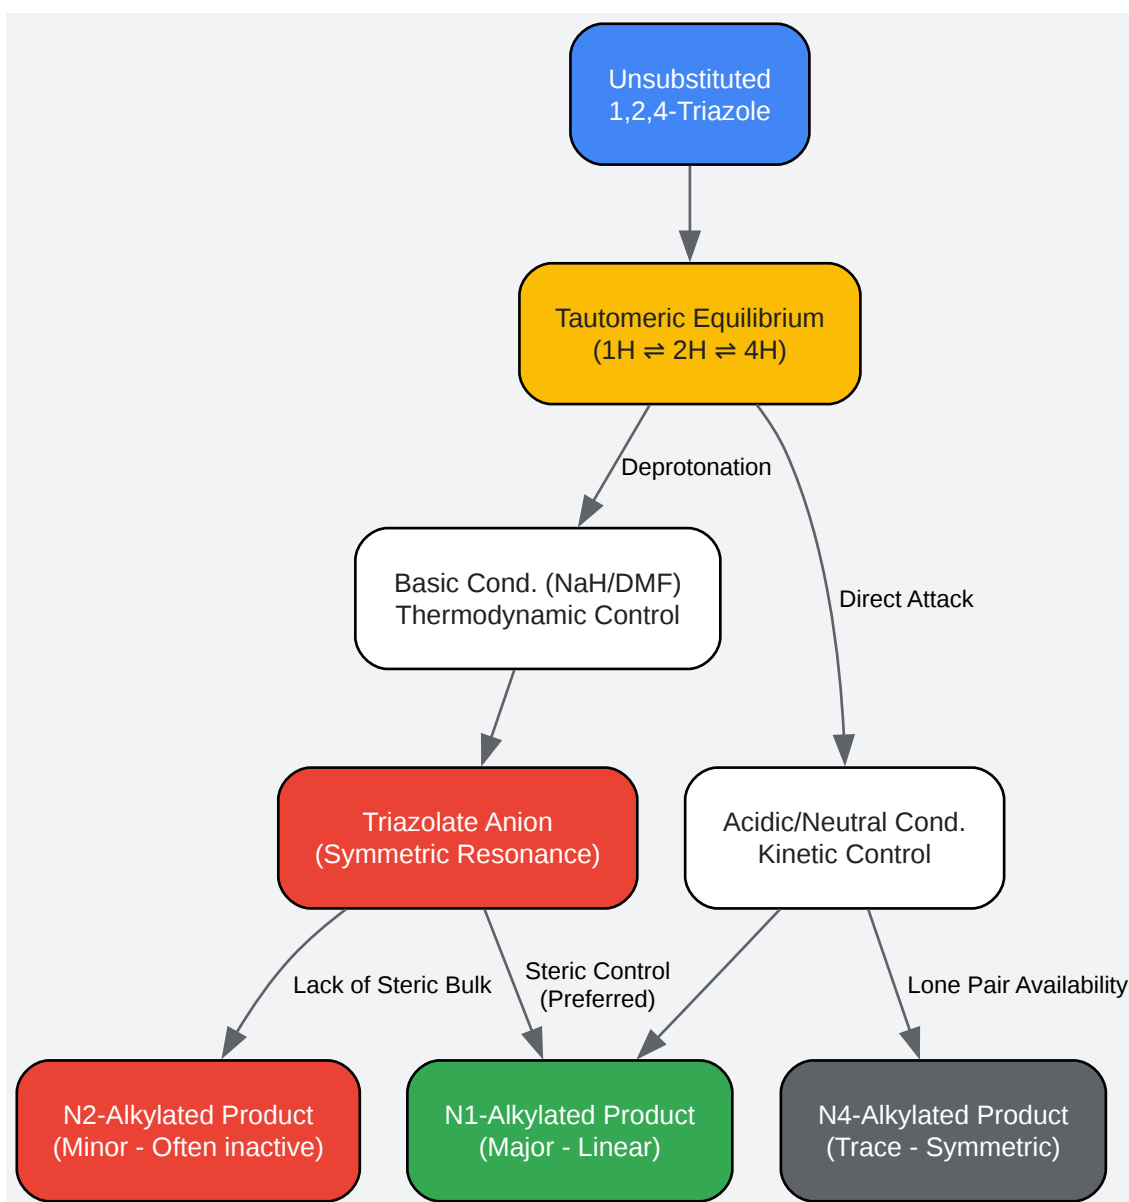 Unsubstituted
1,2,4-Triazole
Tautomeric Equilibrium
(1H ⇌ 2H ⇌ 4H)
Deprotonation
Basic Cond. (NaH/DMF)
Thermodynamic Control
Direct Attack
Triazolate Anion
(Symmetric Resonance)
Acidic/Neutral Cond.
Kinetic Control
Lack of Steric Bulk
Steric Control
(Preferred)
Lone Pair Availability
N2-Alkylated Product
(Minor - Often inactive)
N1-Alkylated Product
(Major - Linear)
N4-Alkylated Product
(Trace - Symmetric)